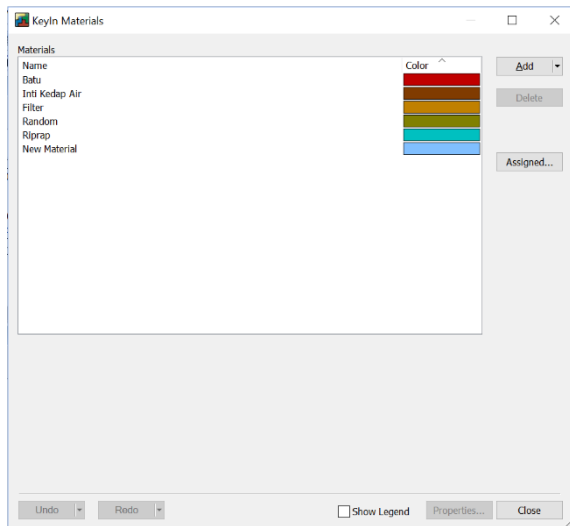 KeyIn Materials
Materials
Name Color Add
Batu
Inti Kedap Air Delete
Filter
Random
Riprap
New Material
Assigned...
Undo Redo Show Legend Properties... Close